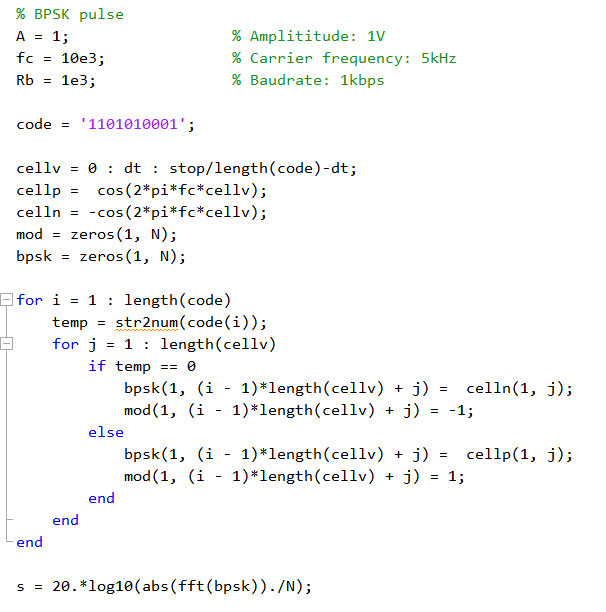 % BPSK pulse
A = 1;                  % Amplititude: 1V
fc = 10e3;              % Carrier frequency: 5kHz
Rb = 1e3;               % Baudrate: 1kbps
code = '1101010001';
cellv = 0 : dt : stop/length(code)-dt;
cellp =  cos(2*pi*fc*cellv);
celln = -cos(2*pi*fc*cellv);
mod = zeros(1, N);
bpsk = zeros(1, N);
for i = 1 : length(code)
    temp = str2num(code(i));
    for j = 1 : length(cellv)
        if temp == 0
            bpsk(1, (i - 1)*length(cellv) + j) =  celln(1, j);
            mod(1, (i - 1)*length(cellv) + j) = -1;
        else
            bpsk(1, (i - 1)*length(cellv) + j) =  cellp(1, j);
            mod(1, (i - 1)*length(cellv) + j) = 1;
        end
    end
end
s = 20.*log10(abs(fft(bpsk))./N);